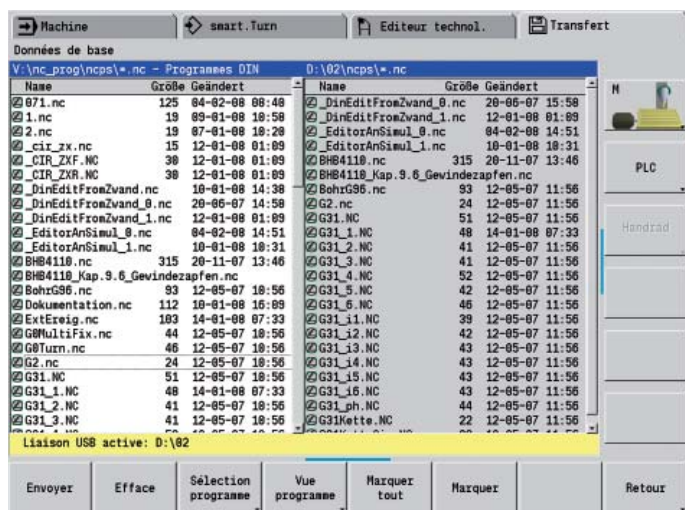 Machine smart.Turn Editeur technol. Transfert
Données de base
V:\nc_prog\ncps\*.nc - Programmes DIN
Name Größe Geändert
071.nc 125 04-02-08 08:40
1.nc 19 09-01-08 10:58
2.nc 19 07-01-08 10:20
_cir_zx.nc 15 12-01-08 01:09
_CIR_ZXF.NC 30 12-01-08 01:09
_CIR_ZXR.NC 30 12-01-08 01:09
_DinEditFromZwand.nc 10-01-08 14:38
_DinEditFromZwand_0.nc 20-06-07 14:58
_DinEditFromZwand_1.nc 12-01-08 01:09
_EditorAnSimul_0.nc 04-02-08 14:51
_EditorAnSimul_1.nc 10-01-08 10:31
BHB4110.nc 315 20-11-07 13:46
BHB4110_Kap.9.6_Gewindezapfen.nc
BohrG96.nc 93 12-05-07 10:56
Dokumentation.nc 112 10-01-08 16:09
ExtEreig.nc 103 14-01-08 07:33
G0MultiFix.nc 44 12-05-07 10:56
G0Turn.nc 46 12-05-07 10:56
G2.nc 24 12-05-07 10:56
G31.NC 51 12-05-07 10:56
G31_1.NC 48 14-01-08 07:33
G31_2.NC 41 12-05-07 10:56
G31_3.NC 41 12-05-07 10:56
D:\02\ncps\*.nc
Name Größe Geändert
_DinEditFromZwand_0.nc 20-06-07 15:58
_DinEditFromZwand_1.nc 12-01-08 01:09
_EditorAnSimul_0.nc 04-02-08 14:51
_EditorAnSimul_1.nc 10-01-08 10:31
BHB4110.nc 315 20-11-07 13:46
BHB4110_Kap.9.6_Gewindezapfen.nc
BohrG96.nc 93 12-05-07 11:56
G2.nc 24 12-05-07 11:56
G31.NC 51 12-05-07 11:56
G31_1.NC 48 14-01-08 07:33
G31_2.NC 41 12-05-07 11:56
G31_3.NC 41 12-05-07 11:56
G31_4.NC 52 12-05-07 11:56
G31_5.NC 42 12-05-07 11:56
G31_6.NC 46 12-05-07 11:56
G31_i1.NC 39 12-05-07 11:56
G31_i2.NC 42 12-05-07 11:56
G31_i3.NC 43 12-05-07 11:56
G31_i4.NC 43 12-05-07 11:56
G31_i5.NC 43 12-05-07 11:56
G31_i6.NC 43 12-05-07 11:56
G31_ph.NC 44 12-05-07 11:56
G31Kette.NC 22 12-05-07 11:56
M
PLC
Handrad
Liaison USB active: D:\02
Envoyer Efface Sélection programme Vue programme Marquer tout Marquer Retour